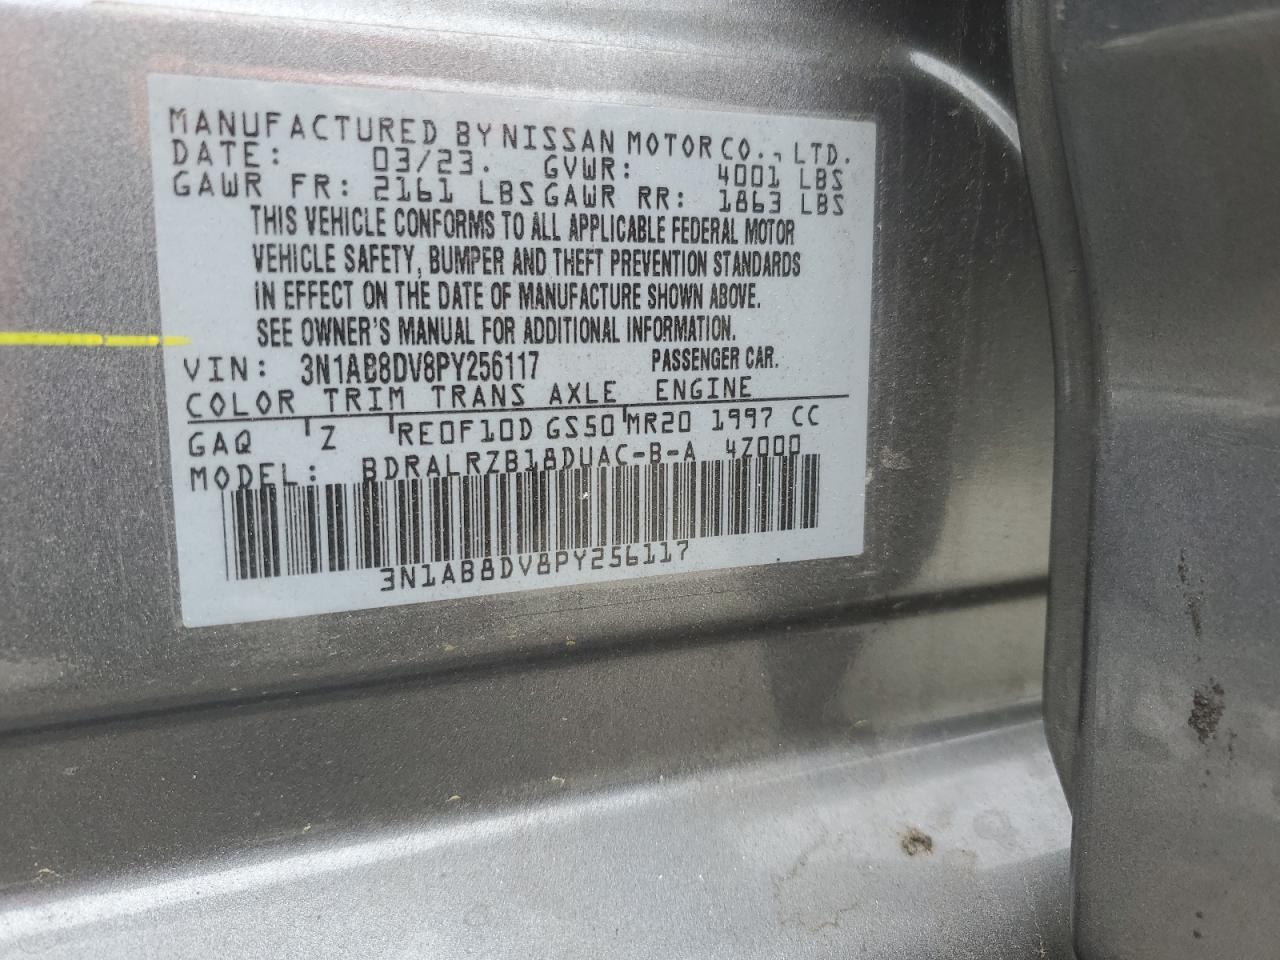 MANUFACTURED BY NISSAN MOTOR CO., LTD.
DATE: 03/23. GVWR: 4001 LBS
GAWR FR: 2161 LBS GAWR RR: 1863 LBS
THIS VEHICLE CONFORMS TO ALL APPLICABLE FEDERAL MOTOR
VEHICLE SAFETY, BUMPER AND THEFT PREVENTION STANDARDS
IN EFFECT ON THE DATE OF MANUFACTURE SHOWN ABOVE.
SEE OWNER'S MANUAL FOR ADDITIONAL INFORMATION.
VIN: 3N1AB8DV8PY256117 PASSENGER CAR.
COLOR TRIM TRANS AXLE ENGINE
GAQ Z RE0F10D GS50 MR20 1997 CC
MODEL: BDRALRZB18DUAC-B-A 4Z000
3N1AB8DV8PY256117